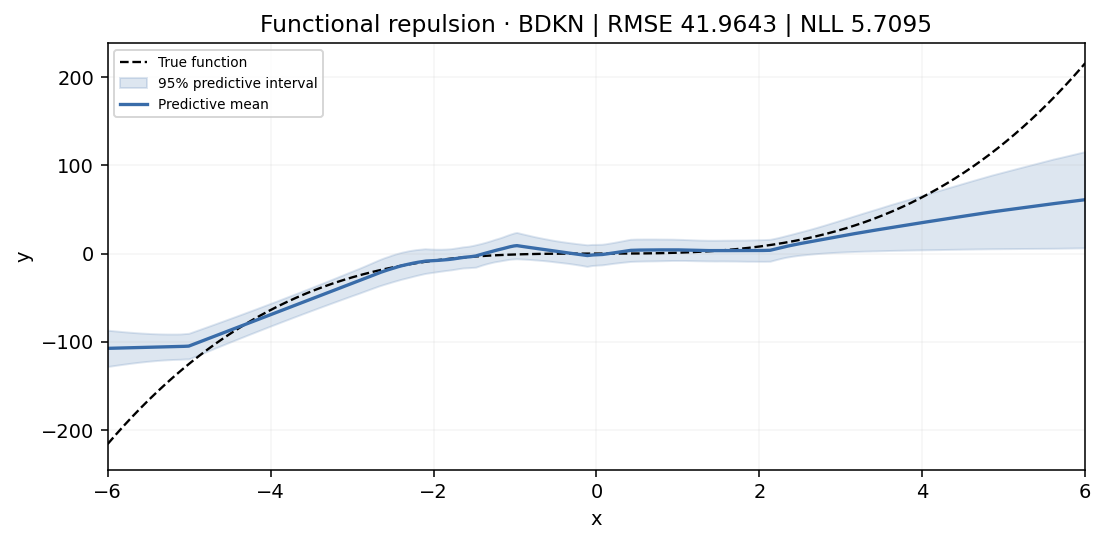 Functional repulsion · BDKN | RMSE 41.9643 | NLL 5.7095
True function
95% predictive interval
Predictive mean
200
100
0
−100
−200
y
−6 −4 −2 0 2 4 6
x